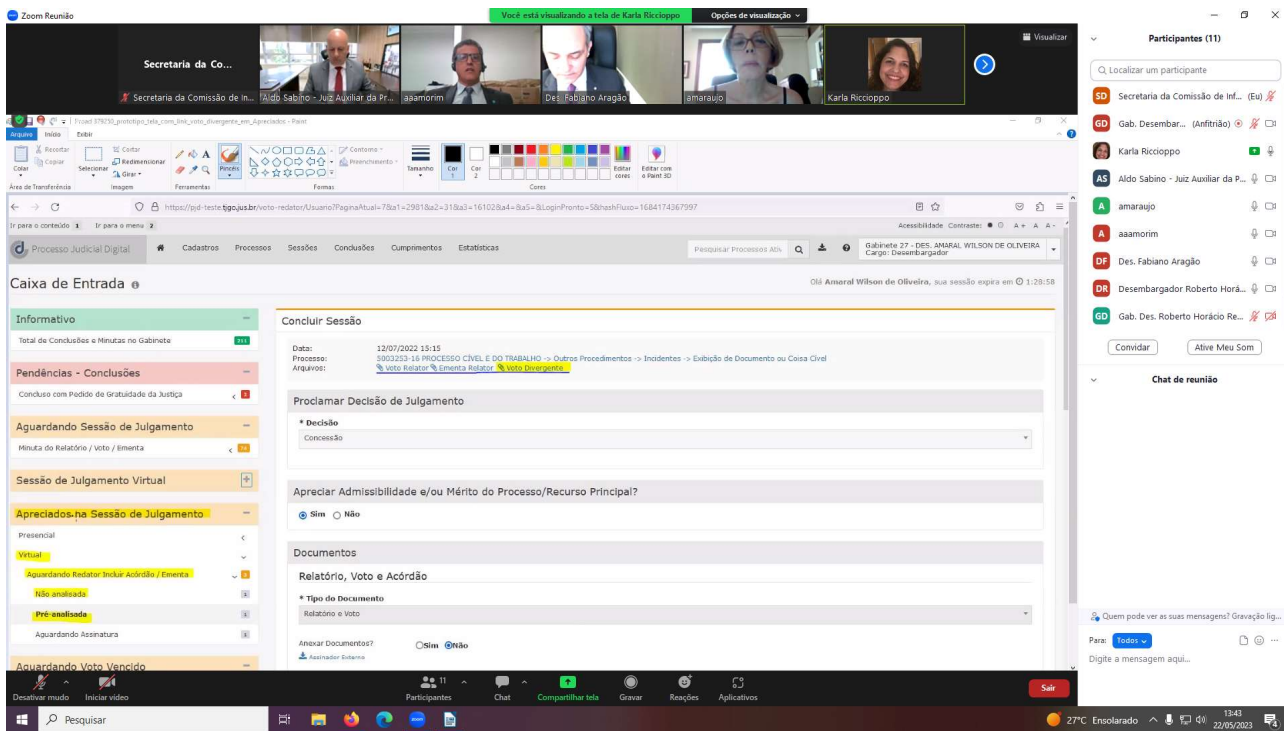 Zoom Reunião
Você está visualizando a tela de Karla Riccioppo
Opções de visualização
Visualizar
Secretaria da Co...
Secretaria da Comissão de In...
Aldo Sabino - Juiz Auxiliar da Pr...
aaamorim
Des. Fabiano Aragão
amaraujo
Karla Riccioppo
Participantes (11)
Localizar um participante
SD Secretaria da Comissão de Inf... (Eu)
GD Gab. Desembar... (Anfitrião)
Karla Riccioppo
AS Aldo Sabino - Juiz Auxiliar da P...
A amaraujo
A aaamorim
DF Des. Fabiano Aragão
DR Desembargador Roberto Horá...
GD Gab. Des. Roberto Horácio Re...
Convidar
Ative Meu Som
Chat de reunião
Quem pode ver as suas mensagens? Gravação lig...
Para: Todos
Digite a mensagem aqui...
Arquivo Início Exibir
Colar
Recortar
Copiar
Área de Transferência
Selecionar
Cortar
Redimensionar
Girar
Imagem
Ferramentas
Pincéis
Contorno
Preenchimento
Formas
Tamanho
Cor 1
Cor 2
Cores
Editar cores
Editar com o Paint 3D
Ir para o conteúdo 1 Ir para o menu 2
Acessibilidade Contraste: A+ A A-
Processo Judicial Digital
Cadastros Processos Sessões Conclusões Cumprimentos Estatísticas
Gabinete 27 - DES. AMARAL WILSON DE OLIVEIRA
Cargo: Desembargador
Caixa de Entrada
Olá Amaral Wilson de Oliveira, sua sessão expira em 1:28:58
Informativo
Total de Conclusões e Minutas no Gabinete
Pendências - Conclusões
Concluso com Pedido de Gratuidade da Justiça
Aguardando Sessão de Julgamento
Minuta do Relatório / Voto / Ementa
Sessão de Julgamento Virtual
Apreciados na Sessão de Julgamento
Presencial
Virtual
Aguardando Redator Incluir Acórdão / Ementa
Não analisada
Pré-analisada
Aguardando Assinatura
Aguardando Voto Vencido
Concluir Sessão
Data: 12/07/2022 15:15
Processo: 5003253-16 PROCESSO CÍVEL E DO TRABALHO -> Outros Procedimentos -> Incidentes -> Exibição de Documento ou Coisa Cível
Arquivos: Voto Relator Ementa Relator Voto Divergente
Proclamar Decisão de Julgamento
* Decisão
Concessão
Apreciar Admissibilidade e/ou Mérito do Processo/Recurso Principal?
Sim Não
Documentos
Relatório, Voto e Acórdão
* Tipo do Documento
Relatório e Voto
Anexar Documentos? Sim Não
Assinador Externo
Desativar mudo
Iniciar vídeo
11
Participantes
Chat
Compartilhar tela
Gravar
Reações
Aplicativos
Sair
Pesquisar
27°C Ensolarado
13:43
22/05/2023